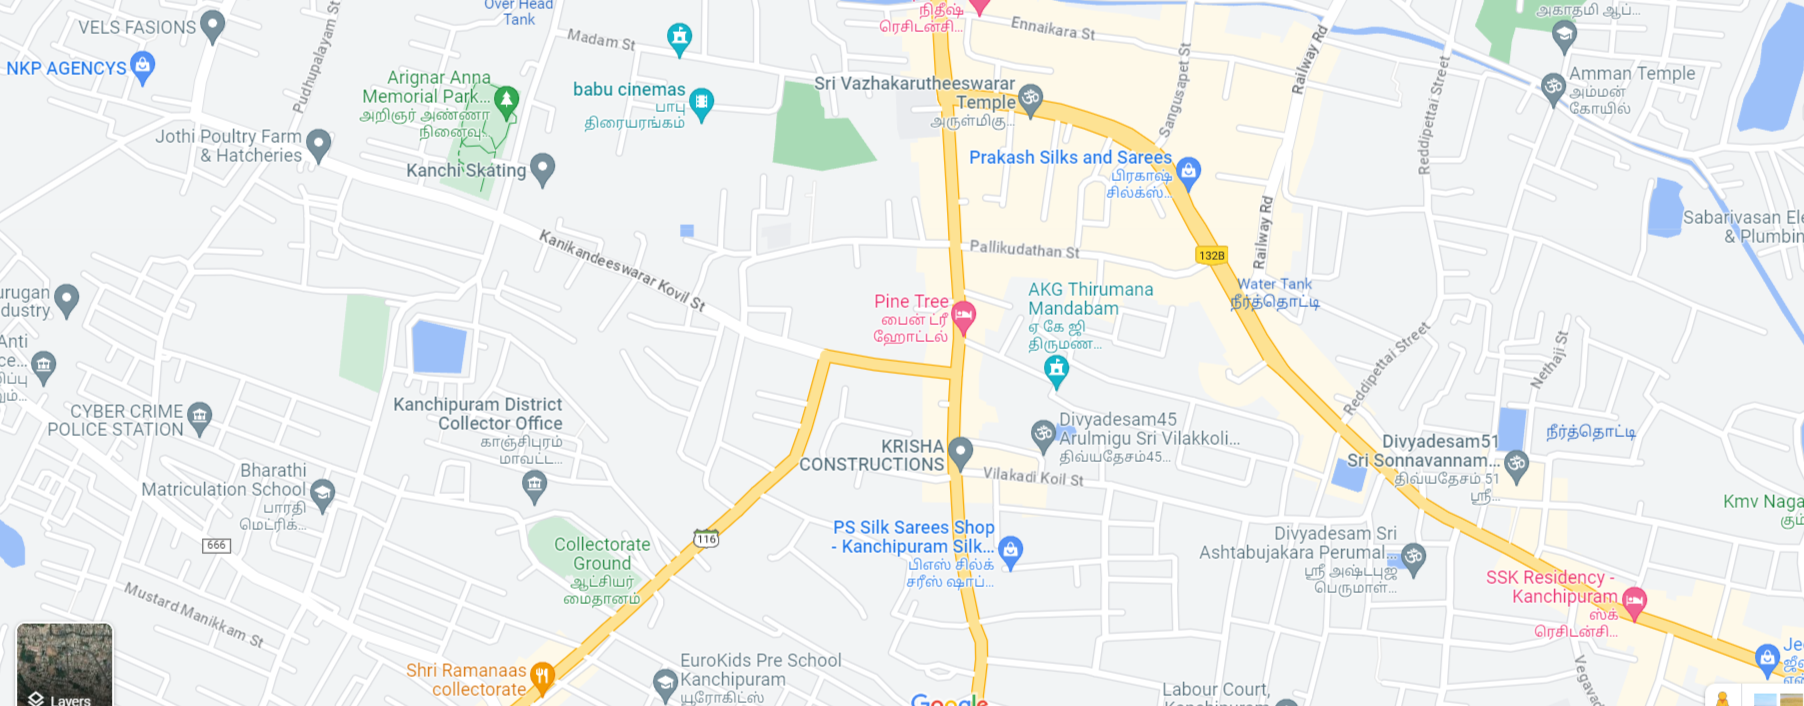 VELS FASIONS
NKP AGENCYS
Pudhupalayam St
Over Head
Tank
Madam St
நிதீஷ்
ரெசிடன்சி...
Ennaikara St
Railway Rd
அகாதமி ஆப்...
Arignar Anna
Memorial Park...
அறிஞர் அண்ணா
நினைவு...
babu cinemas
பாபு
திரையரங்கம்
Sri Vazhakarutheeswarar
Temple
அருள்மிகு...
Sangusapet St
Reddipettai Street
Amman Temple
அம்மன்
கோயில்
Jothi Poultry Farm
& Hatcheries
Kanchi Skating
Prakash Silks and Sarees
பிரகாஷ்
சில்க்ஸ்...
Railway Rd
Sabarivasan Ele
& Plumbin
Kanikandeeswarar Kovil St
Pallikudathan St
132B
Water Tank
நீர்த்தொட்டி
urugan
dustry
Pine Tree
பைன் ட்ரீ
ஹோட்டல்
AKG Thirumana
Mandabam
ஏ கே ஜி
திருமண...
Anti
ce...
Reddipettai Street
Nethaji St
CYBER CRIME
POLICE STATION
Kanchipuram District
Collector Office
காஞ்சிபுரம்
மாவட்ட...
KRISHA
CONSTRUCTIONS
Divyadesam45
Arulmigu Sri Vilakkoli...
திவ்யதேசம்45...
Divyadesam51
Sri Sonnavannam...
திவ்யதேசம் 51
ஸ்ரீ...
நீர்த்தொட்டி
Bharathi
Matriculation School
பாரதி
மெட்ரிக்...
Vilakadi Koil St
Kmv Naga
கும்
666
116
Collectorate
Ground
ஆட்சியர்
மைதானம்
PS Silk Sarees Shop
- Kanchipuram Silk...
பிஎஸ் சில்க்
சரீஸ் ஷாப்...
Divyadesam Sri
Ashtabujakara Perumal...
ஸ்ரீ அஷ்டபுஜ
பெருமாள்...
SSK Residency -
Kanchipuram
ஸ்க்
ரெசிடன்சி...
Mustard Manikkam St
Shri Ramanaas
collectorate
EuroKids Pre School
Kanchipuram
யூரோகிட்ஸ்
Labour Court,
Kanchipuram
Vegavad
Je
Layers
Google